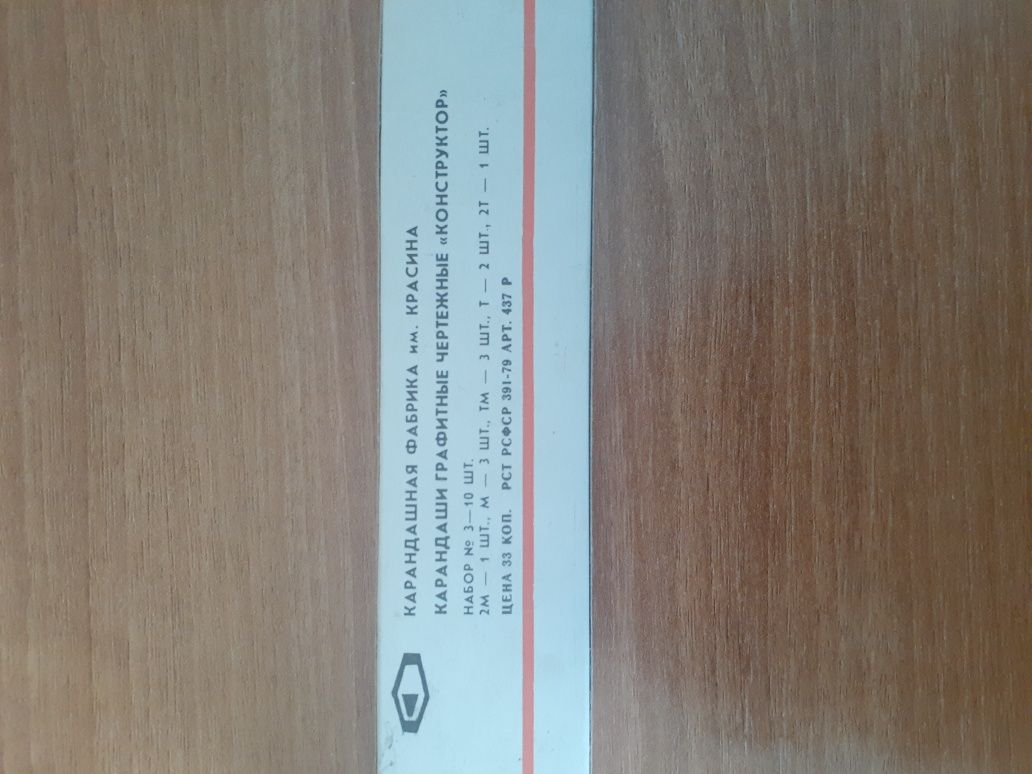 КАРАНДАШНАЯ ФАБРИКА им. КРАСИНА
КАРАНДАШИ ГРАФИТНЫЕ ЧЕРТЕЖНЫЕ «КОНСТРУКТОР»
НАБОР № 3—10 ШТ.
2М — 1 ШТ., М — 3 ШТ., ТМ — 3 ШТ., Т — 2 ШТ., 2Т — 1 ШТ.
ЦЕНА 33 КОП. РСТ РСФСР 391-79 АРТ. 437 Р